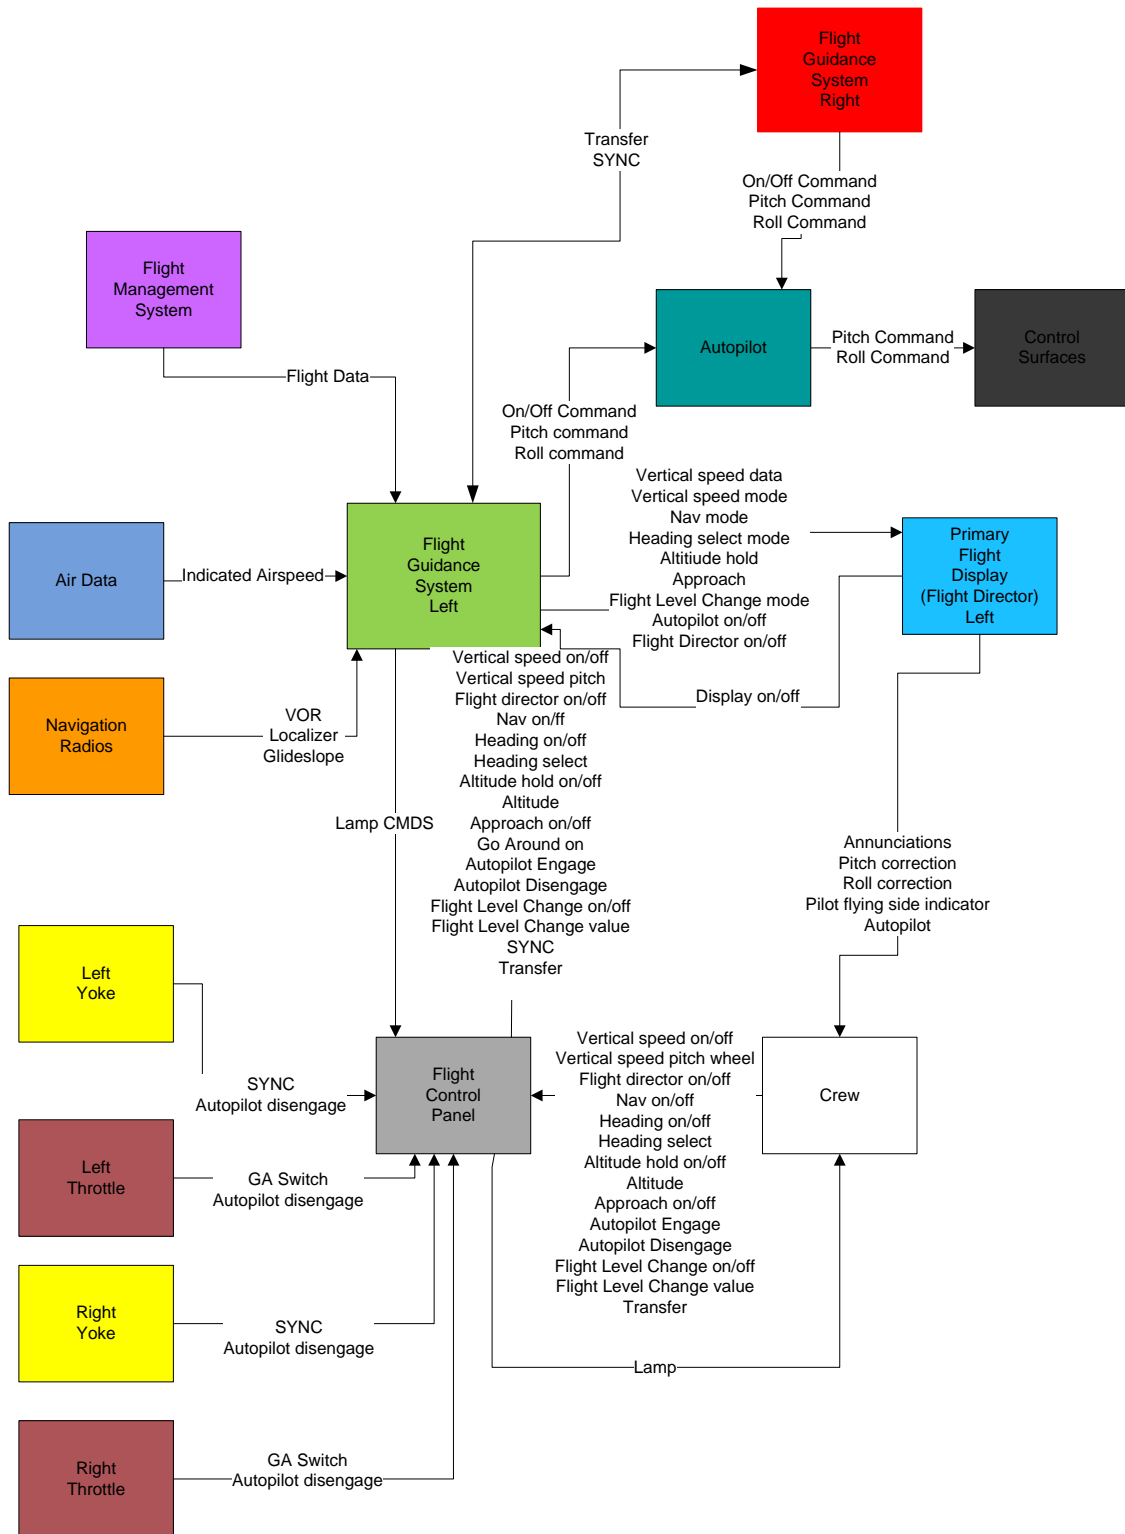 Flight
Guidance
System
Right
Transfer
SYNC
On/Off Command
Pitch Command
Roll Command
Flight
Management
System
Autopilot
Pitch Command
Roll Command
Control
Surfaces
Flight Data
On/Off Command
Pitch command
Roll command
Vertical speed data
Vertical speed mode
Nav mode
Heading select mode
Altitiude hold
Approach
Flight Level Change mode
Autopilot on/off
Flight Director on/off
Primary
Flight
Display
(Flight Director)
Left
Air Data
Indicated Airspeed
Flight
Guidance
System
Left
Display on/off
Navigation
Radios
VOR
Localizer
Glideslope
Vertical speed on/off
Vertical speed pitch
Flight director on/off
Nav on/ff
Heading on/off
Heading select
Altitude hold on/off
Altitude
Approach on/off
Go Around on
Autopilot Engage
Autopilot Disengage
Flight Level Change on/off
Flight Level Change value
SYNC
Transfer
Lamp CMDS
Annunciations
Pitch correction
Roll correction
Pilot flying side indicator
Autopilot
Left
Yoke
SYNC
Autopilot disengage
Flight
Control
Panel
Vertical speed on/off
Vertical speed pitch wheel
Flight director on/off
Nav on/off
Heading on/off
Heading select
Altitude hold on/off
Altitude
Approach on/off
Autopilot Engage
Autopilot Disengage
Flight Level Change on/off
Flight Level Change value
Transfer
Crew
Left
Throttle
GA Switch
Autopilot disengage
Right
Yoke
SYNC
Autopilot disengage
Lamp
Right
Throttle
GA Switch
Autopilot disengage